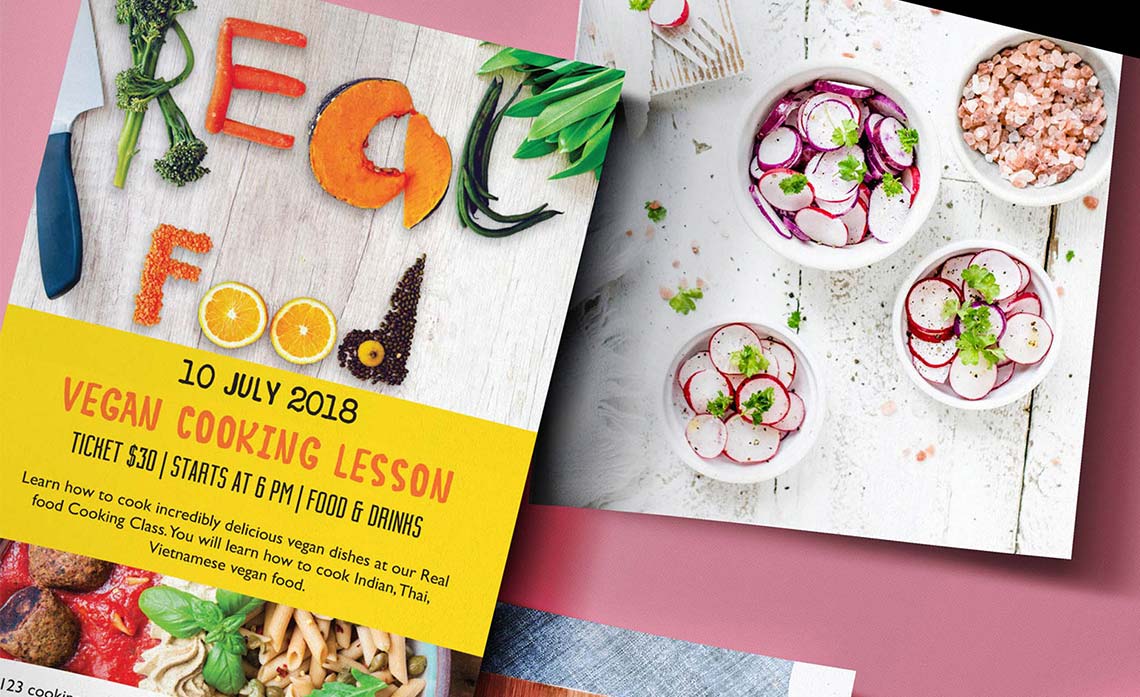 REAL
Food
10 JULY 2018
VEGAN COOKING LESSON
TICKET $30 | STARTS AT 6 PM | FOOD & DRINKS
Learn how to cook incredibly delicious vegan dishes at our Real
food Cooking Class. You will learn how to cook Indian, Thai,
Vietnamese vegan food.
123